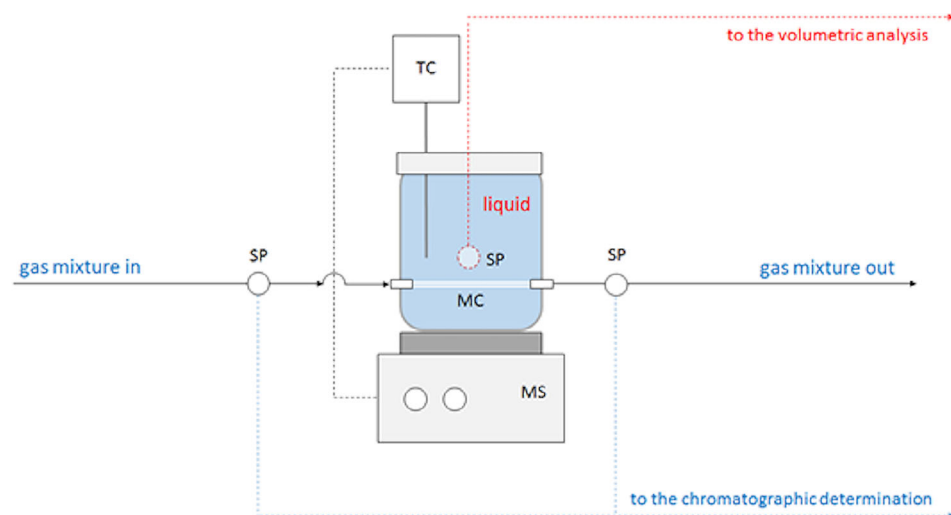 to the volumetric analysis
TC
liquid
SP
SP
SP
gas mixture in
gas mixture out
MC
MS
to the chromatographic determination